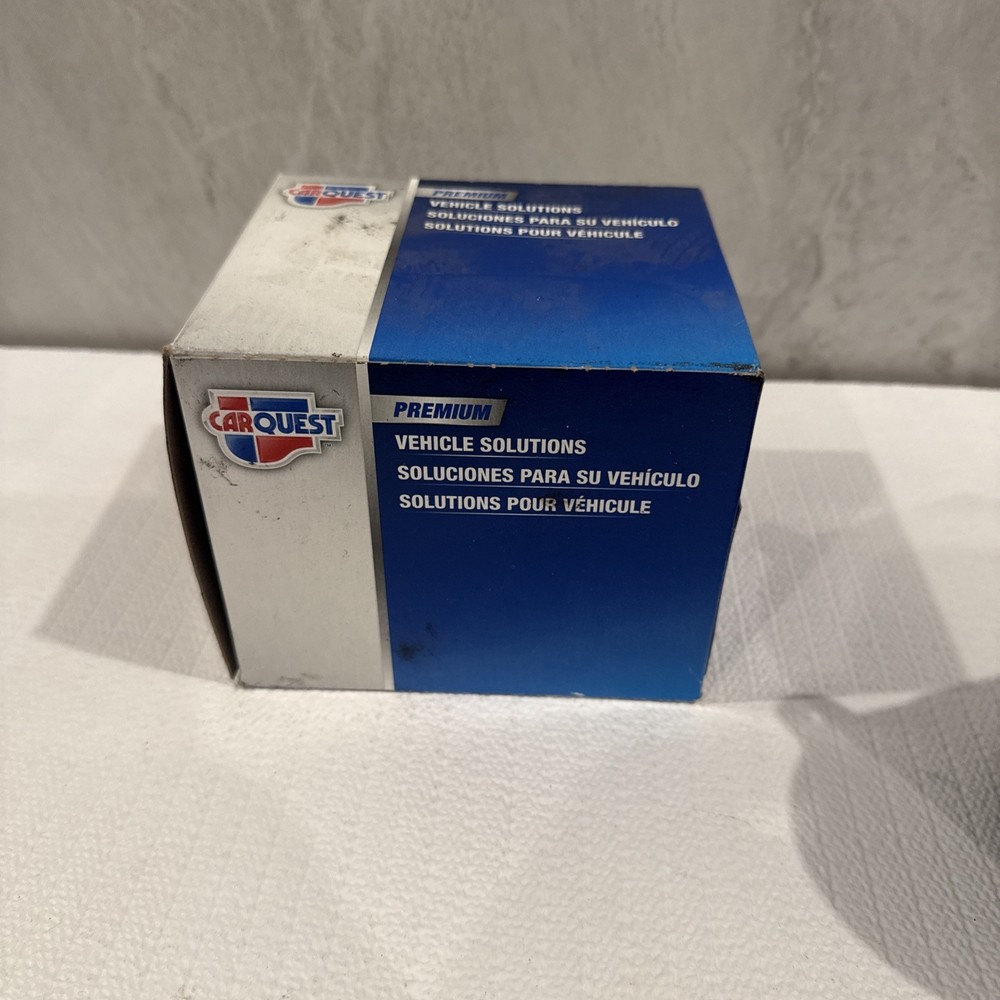 CARQUEST
PREMIUM
VEHICLE SOLUTIONS
SOLUCIONES PARA SU VEHÍCULO
SOLUTIONS POUR VÉHICULE
CARQUEST
PREMIUM
VEHICLE SOLUTIONS
SOLUCIONES PARA SU VEHÍCULO
SOLUTIONS POUR VÉHICULE